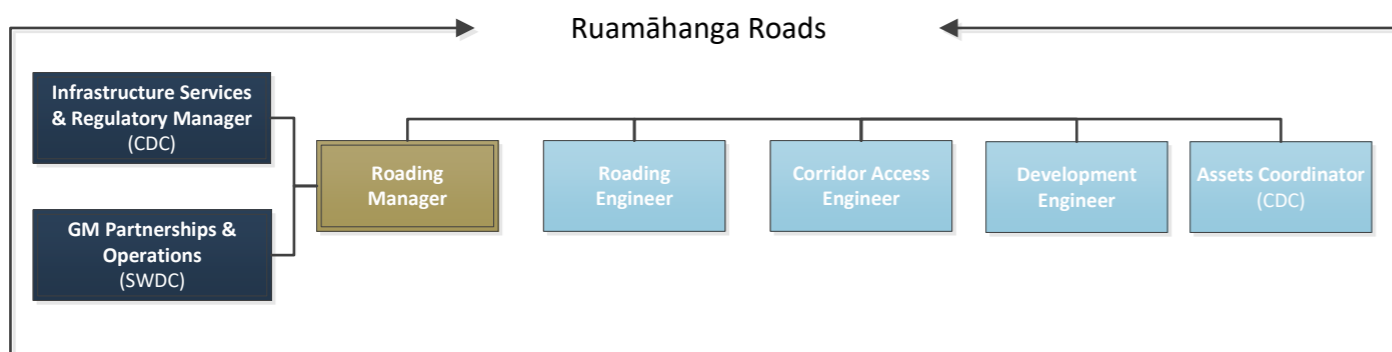 Ruamāhanga Roads
Infrastructure Services
& Regulatory Manager
(CDC)
GM Partnerships &
Operations
(SWDC)
Roading
Manager
Roading
Engineer
Corridor Access
Engineer
Development
Engineer
Assets Coordinator
(CDC)